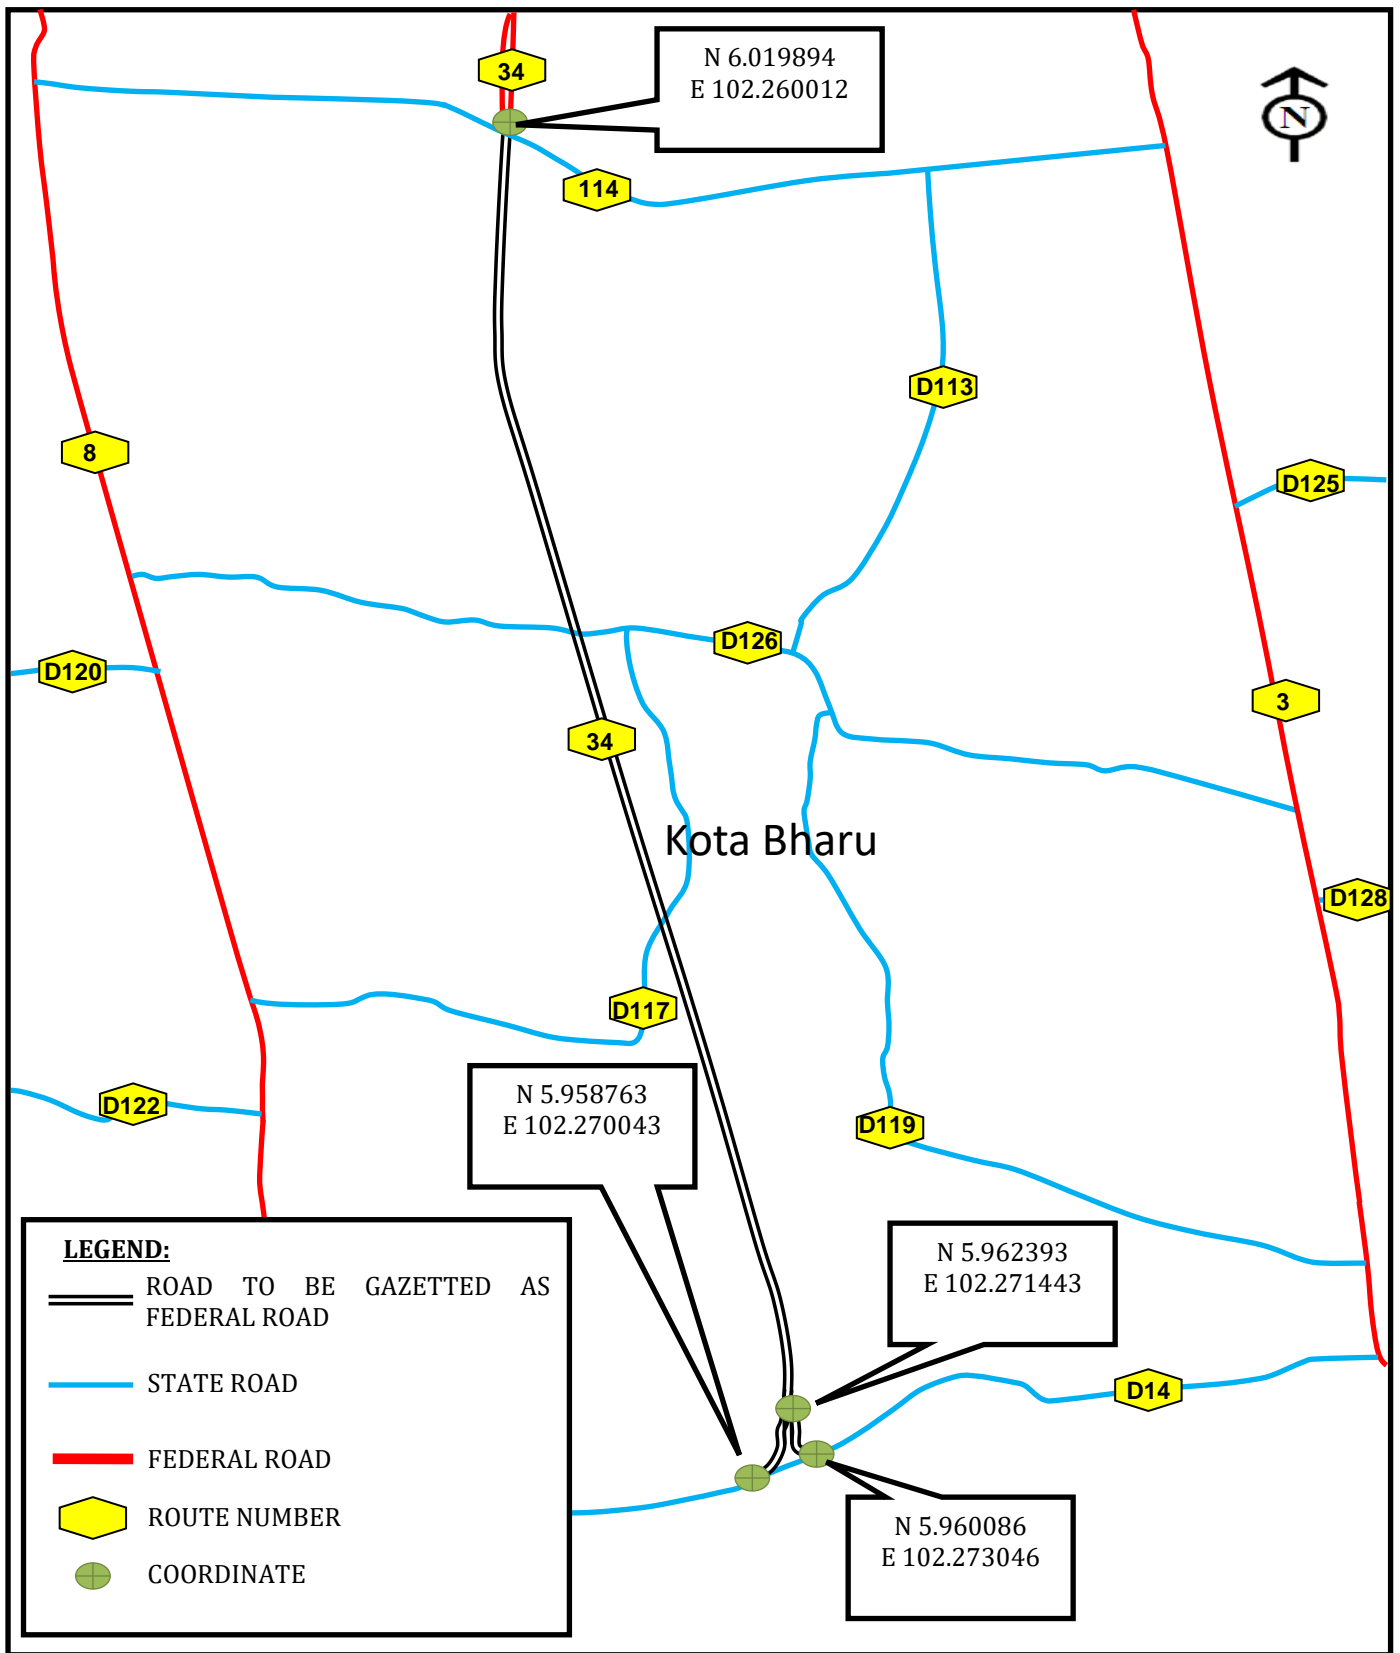 34
N 6.019894
E 102.260012
N
114
D113
8
D125
D126
D120
3
34
Kota Bharu
D128
D117
N 5.958763
E 102.270043
D122
D119
N 5.962393
E 102.271443
LEGEND:
ROAD TO BE GAZETTED AS
FEDERAL ROAD
STATE ROAD
D14
FEDERAL ROAD
ROUTE NUMBER
N 5.960086
E 102.273046
COORDINATE